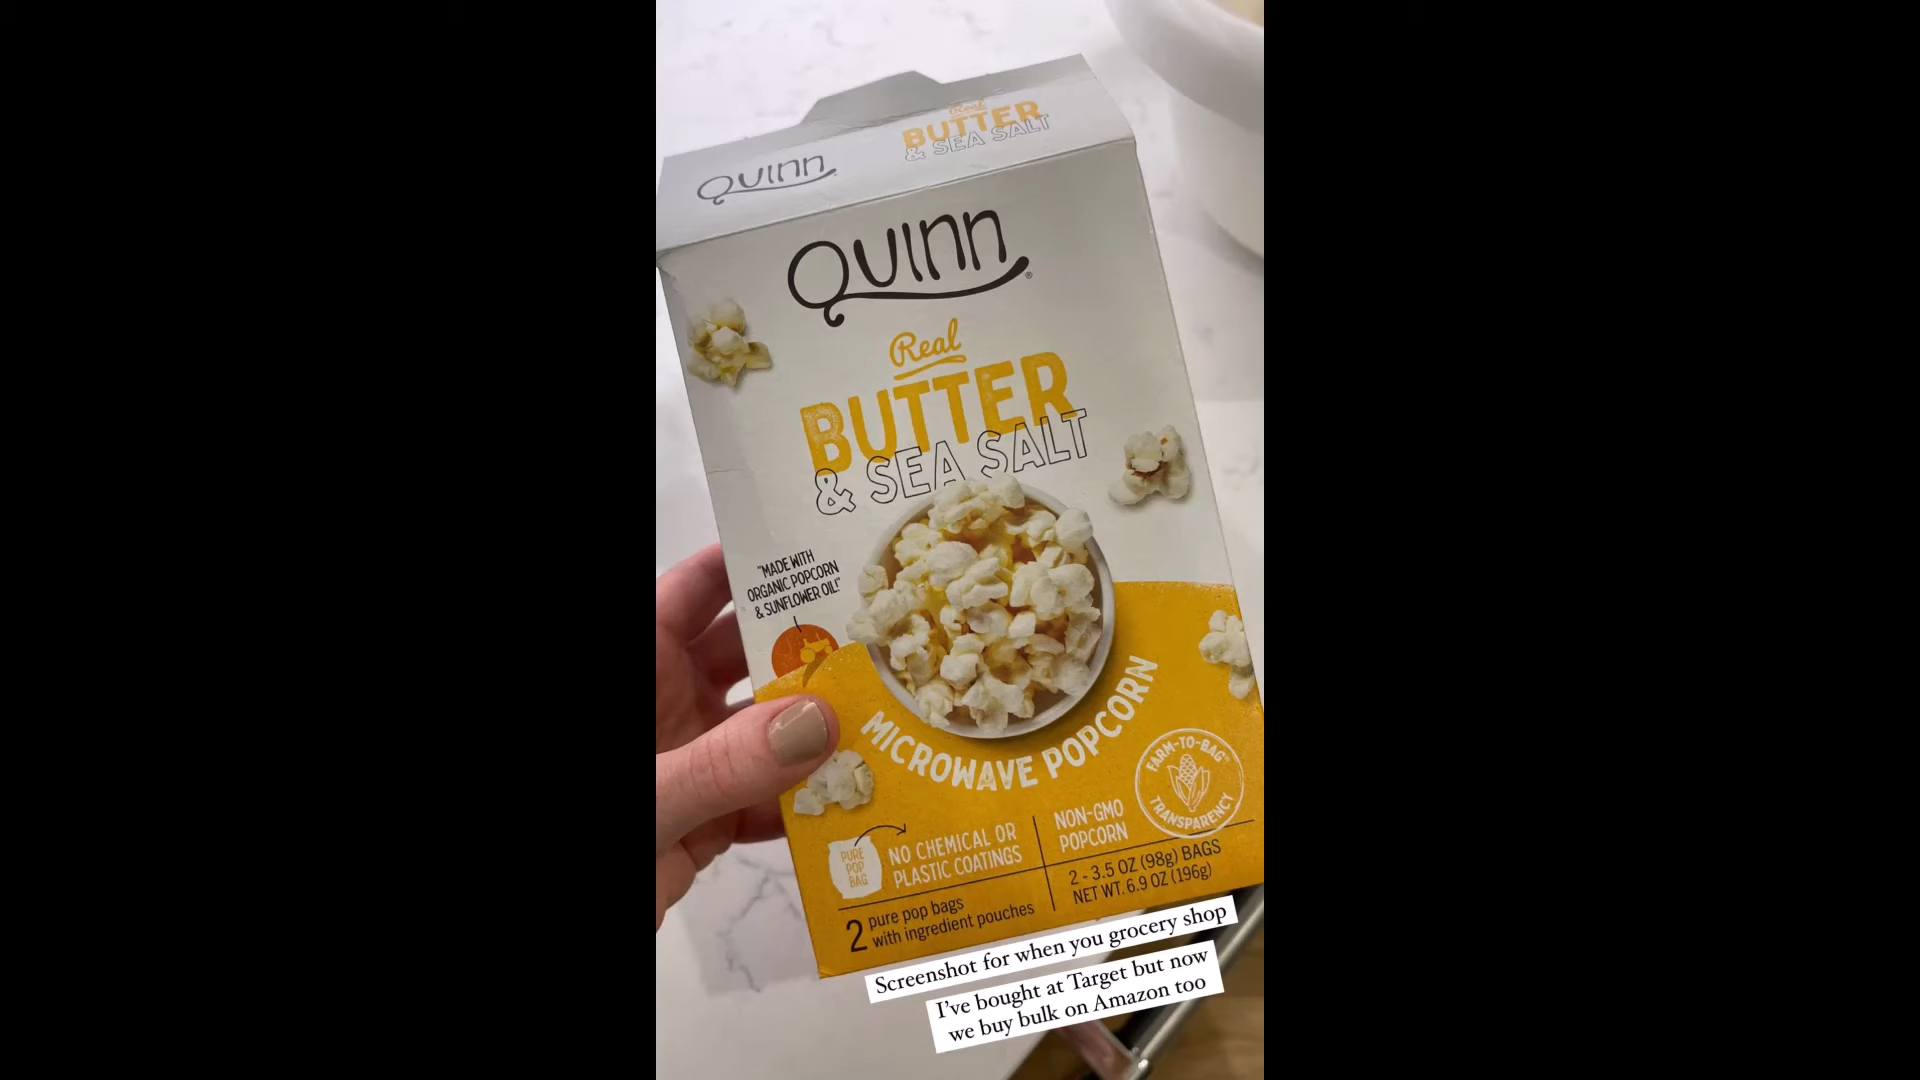 Real
BUTTER
& SEA SALT
Quinn
Quinn®
Real
BUTTER
& SEA SALT
"MADE WITH
ORGANIC POPCORN
& SUNFLOWER OIL!"
MICROWAVE POPCORN
FARM-TO-BAG®
TRANSPARENCY
PURE
POP
BAG
NO CHEMICAL OR
PLASTIC COATINGS
NON-GMO
POPCORN
2 pure pop bags
with ingredient pouches
2 - 3.5 OZ (98g) BAGS
NET WT. 6.9 OZ (196g)
Screenshot for when you grocery shop
I've bought at Target but now
we buy bulk on Amazon too